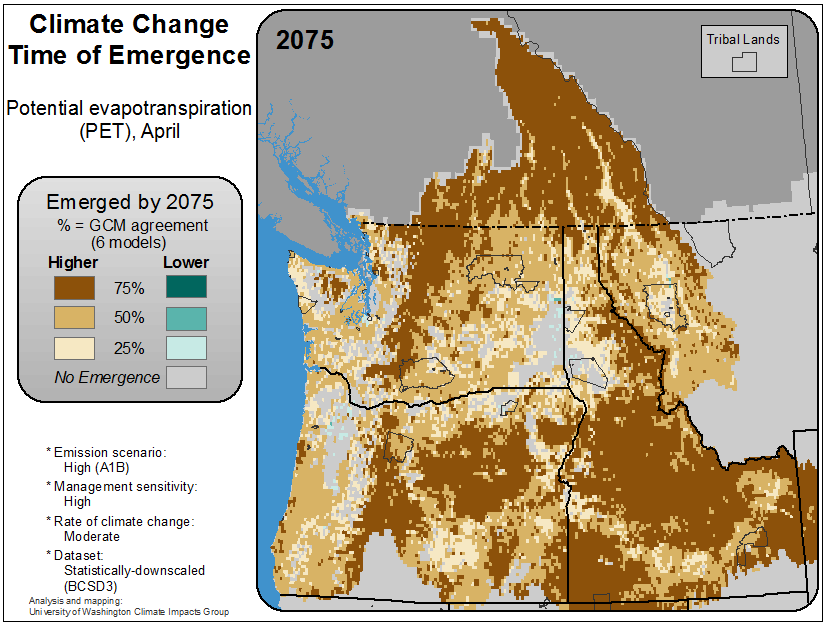 Climate Change
Time of Emergence
Potential evapotranspiration
(PET), April
Emerged by 2075
% = GCM agreement
(6 models)
Higher Lower
75%
50%
25%
No Emergence
* Emission scenario:
High (A1B)
* Management sensitivity:
High
* Rate of climate change:
Moderate
* Dataset:
Statistically-downscaled
(BCSD3)
Analysis and mapping:
University of Washington Climate Impacts Group
2075
Tribal Lands